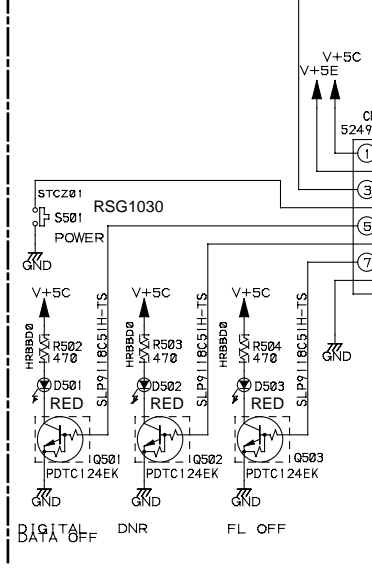 V+5C
V+5E
5249
1
STCZ01
RSG1030
3
S501
5
POWER
GND
7
V+5C V+5C V+5C
HRBBD0 R502 470 SLP9118C51H-TS
HRBBD0 R503 470 SLP9118C51H-TS
HRBBD0 R504 470 SLP9118C51H-TS
GND
D501 D502 D503
RED RED RED
Q501 Q502 Q503
PDTC124EK PDTC124EK PDTC124EK
GND GND GND
DIGITAL DNR FL OFF
DATA OFF